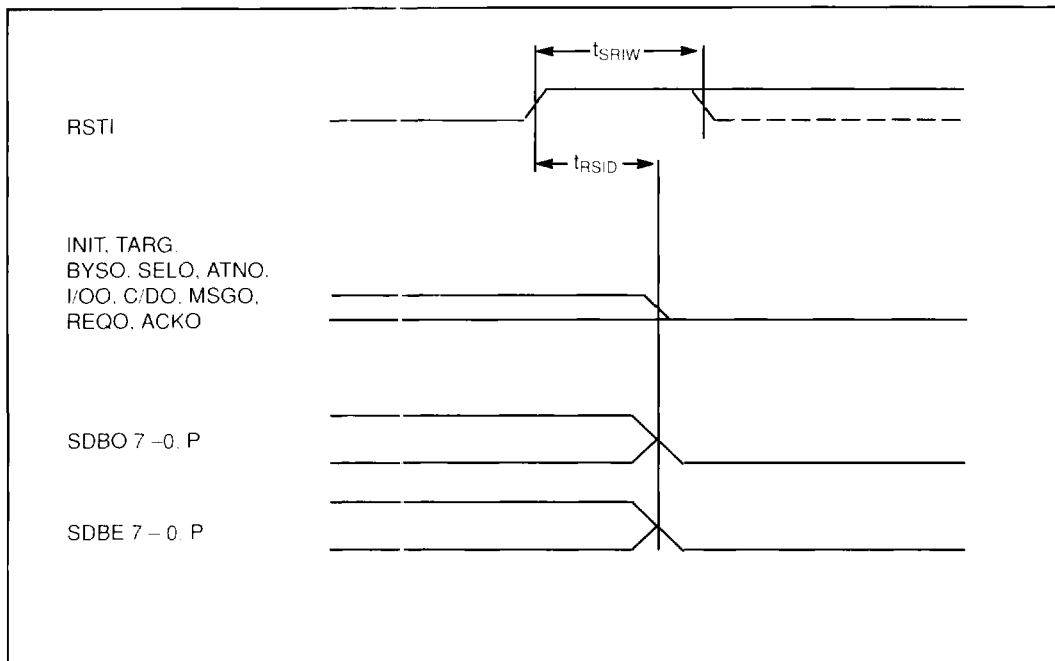 tSRIW
RSTI
tRSID
INIT, TARG.
BYSO. SELO, ATNO.
I/OO. C/DO. MSGO,
REQO. ACKO
SDBO 7 –0. P
SDBE 7 – 0. P